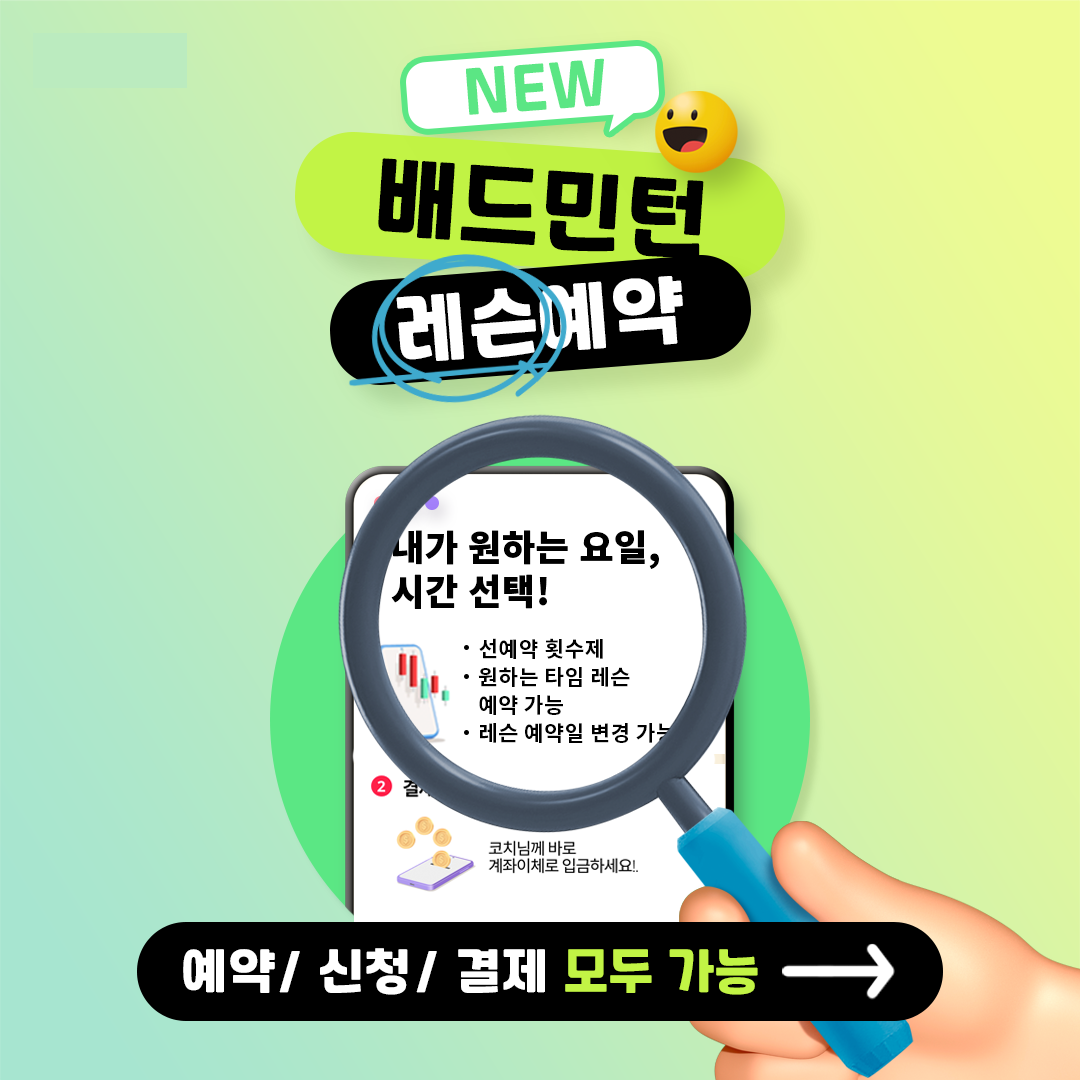 NEW
배드민턴
레슨예약
내가 원하는 요일,
시간 선택!
• 선예약 횟수제
• 원하는 타임 레슨
예약 가능
• 레슨 예약일 변경
2
코치님께 바로
계좌이체로 입금하세요!.
예약/ 신청/ 결제 모두 가능